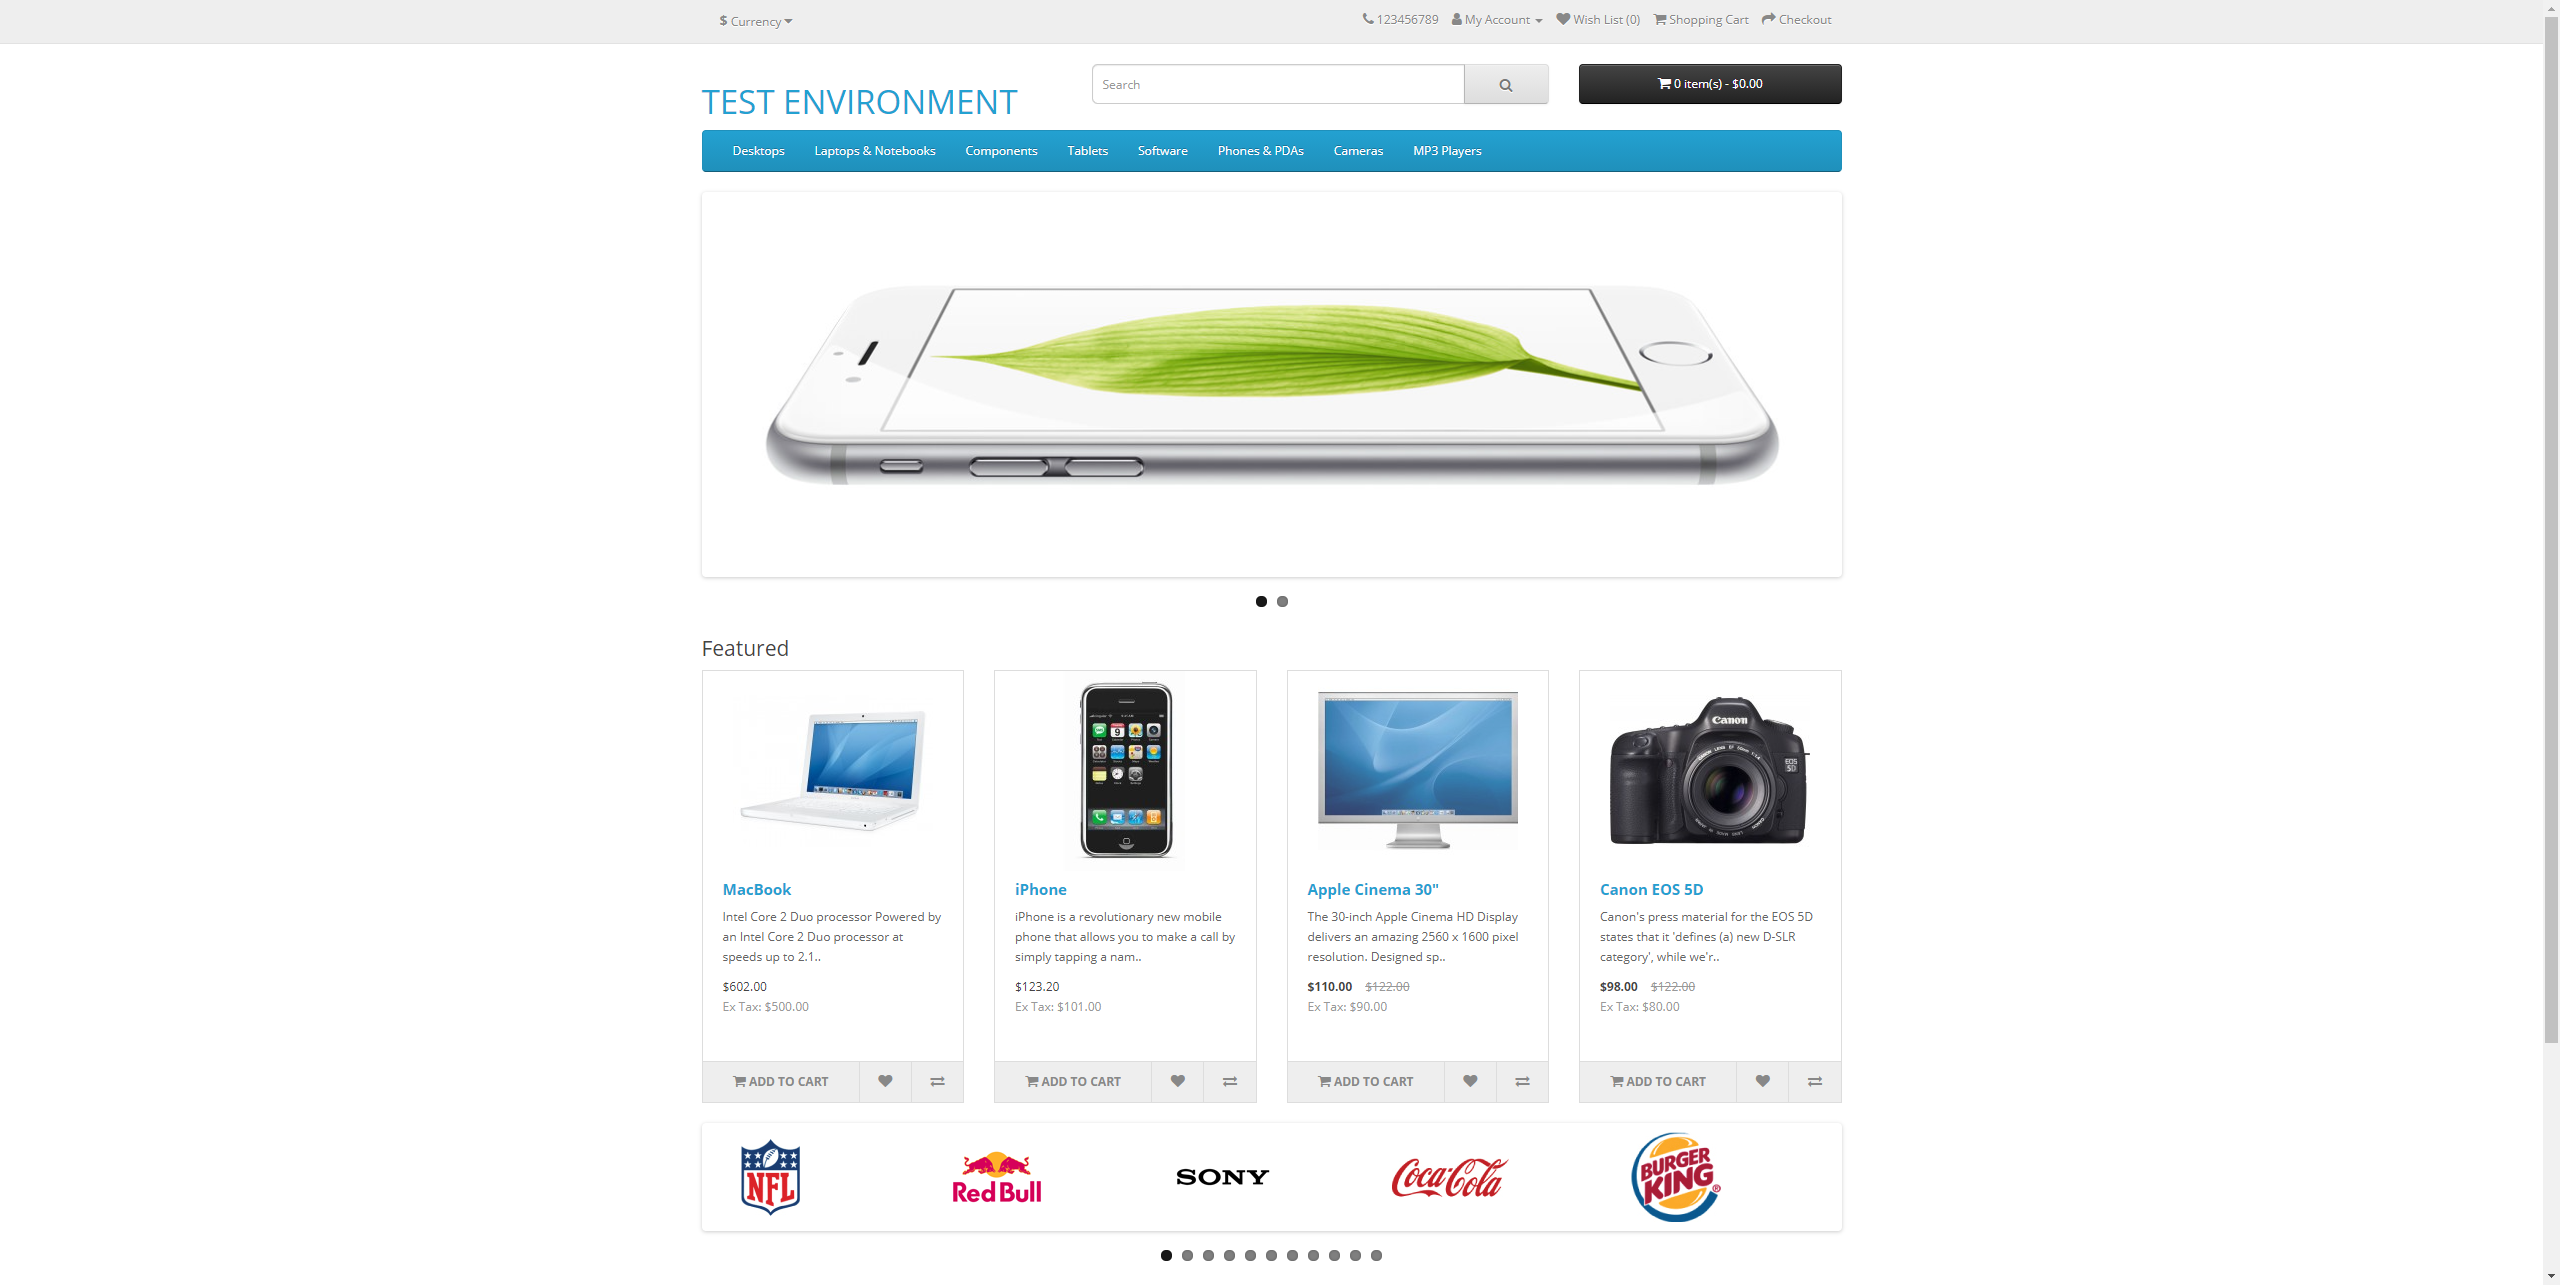 $ Currency
123456789 My Account Wish List (0) Shopping Cart Checkout
TEST ENVIRONMENT
Search
0 item(s) - $0.00
Desktops Laptops & Notebooks Components Tablets Software Phones & PDAs Cameras MP3 Players
Featured
Canon
EOS
5D
MacBook
Intel Core 2 Duo processor Powered by
an Intel Core 2 Duo processor at
speeds up to 2.1..
$602.00
Ex Tax: $500.00
ADD TO CART
iPhone
iPhone is a revolutionary new mobile
phone that allows you to make a call by
simply tapping a nam..
$123.20
Ex Tax: $101.00
ADD TO CART
Apple Cinema 30"
The 30-inch Apple Cinema HD Display
delivers an amazing 2560 x 1600 pixel
resolution. Designed sp..
$110.00 $122.00
Ex Tax: $90.00
ADD TO CART
Canon EOS 5D
Canon's press material for the EOS 5D
states that it 'defines (a) new D-SLR
category', while we'r..
$98.00 $122.00
Ex Tax: $80.00
ADD TO CART
NFL
Red Bull
SONY
Coca-Cola
BURGER
KING®